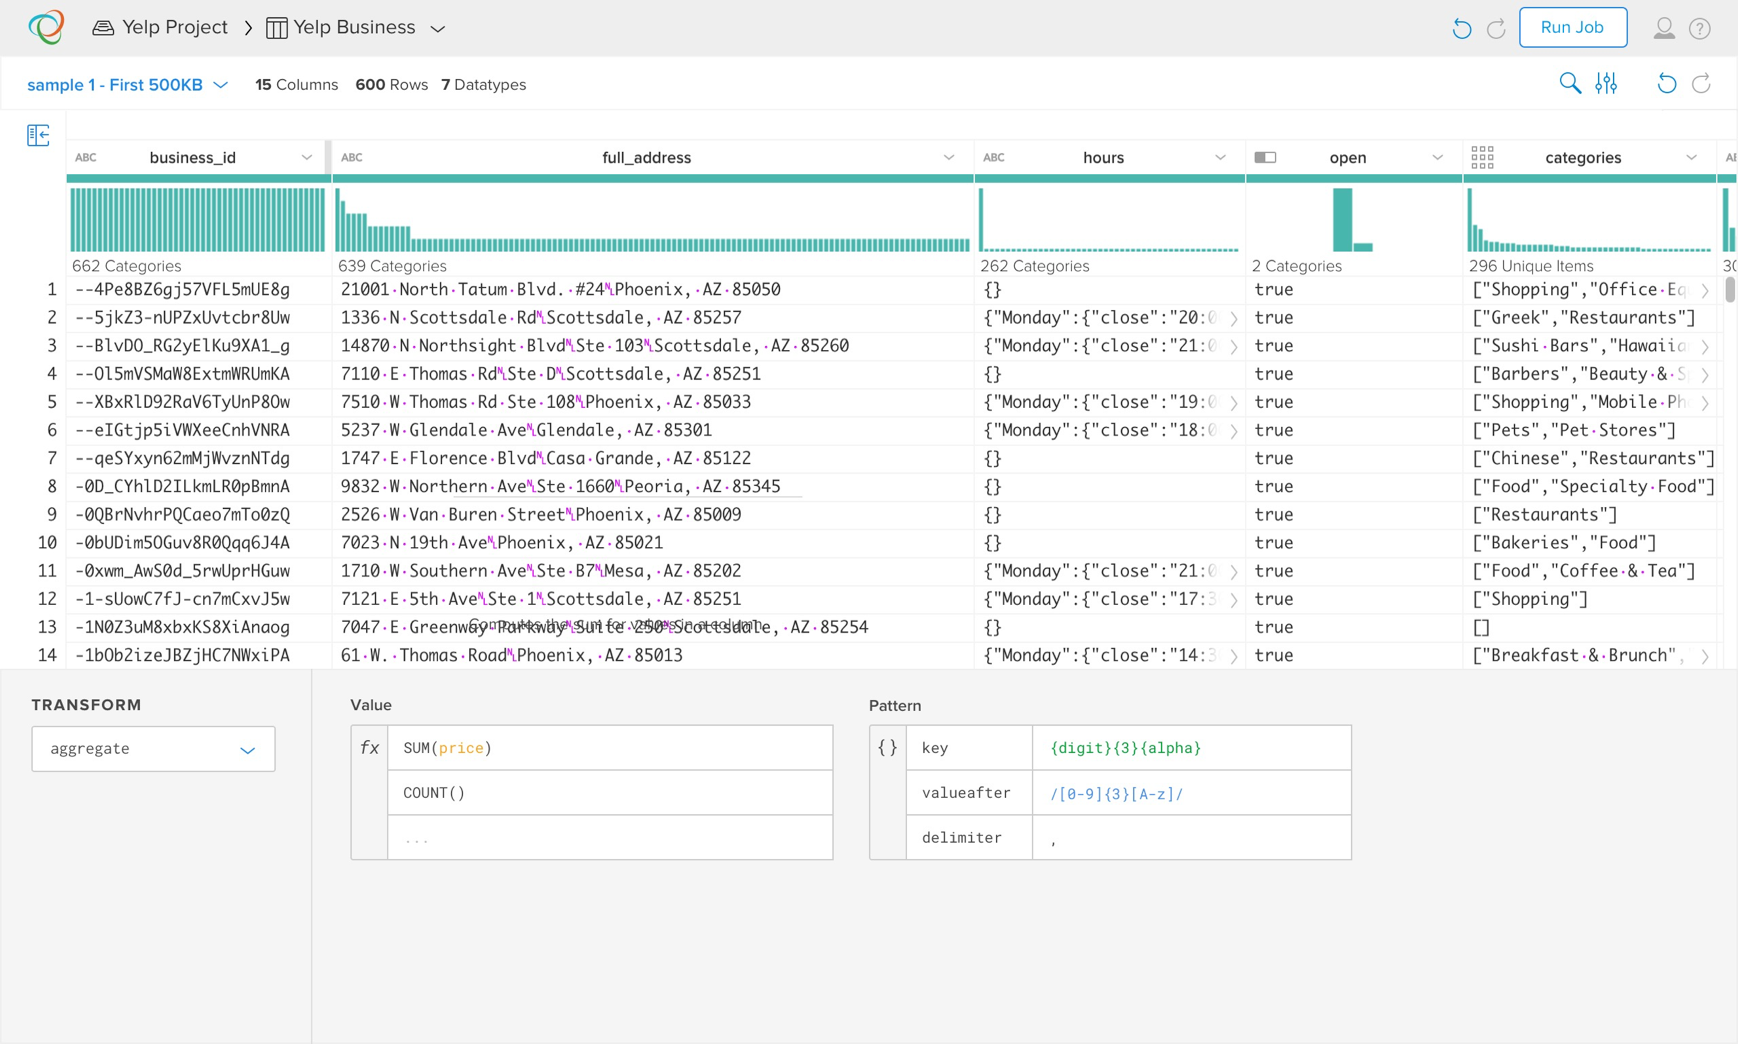 Yelp Project > Yelp Business
Run Job
sample 1 - First 500KB 15 Columns 600 Rows 7 Datatypes
ABC business_id ABC full_address ABC hours open categories
662 Categories 639 Categories 262 Categories 2 Categories 296 Unique Items
1 --4Pe8BZ6gj57VFL5mUE8g 21001·North·Tatum·Blvd.·#24␤Phoenix,·AZ·85050 {} true ["Shopping","Office·Eq
2 --5jkZ3-nUPZxUvtcbr8Uw 1336·N·Scottsdale·Rd␤Scottsdale,·AZ·85257 {"Monday":{"close":"20:0 true ["Greek","Restaurants"]
3 --BlvDO_RG2yElKu9XA1_g 14870·N·Northsight·Blvd␤Ste·103␤Scottsdale,·AZ·85260 {"Monday":{"close":"21:0 true ["Sushi·Bars","Hawaiia
4 --Ol5mVSMaW8ExtmWRUmKA 7110·E·Thomas·Rd␤Ste·D␤Scottsdale,·AZ·85251 {} true ["Barbers","Beauty·&·S
5 --XBxRlD92RaV6TyUnP8Ow 7510·W·Thomas·Rd·Ste·108␤Phoenix,·AZ·85033 {"Monday":{"close":"19:0 true ["Shopping","Mobile·Ph
6 --eIGtjp5iVWXeeCnhVNRA 5237·W·Glendale·Ave␤Glendale,·AZ·85301 {"Monday":{"close":"18:0 true ["Pets","Pet·Stores"]
7 --qeSYxyn62mMjWvznNTdg 1747·E·Florence·Blvd␤Casa·Grande,·AZ·85122 {} true ["Chinese","Restaurants"]
8 -0D_CYhlD2ILkmLR0pBmnA 9832·W·Northern·Ave␤Ste·1660␤Peoria,·AZ·85345 {} true ["Food","Specialty·Food"]
9 -0QBrNvhrPQCaeo7mTo0zQ 2526·W·Van·Buren·Street␤Phoenix,·AZ·85009 {} true ["Restaurants"]
10 -0bUDim5OGuv8R0Qqq6J4A 7023·N·19th·Ave␤Phoenix,·AZ·85021 {} true ["Bakeries","Food"]
11 -0xwm_AwS0d_5rwUprHGuw 1710·W·Southern·Ave␤Ste·B7␤Mesa,·AZ·85202 {"Monday":{"close":"21:0 true ["Food","Coffee·&·Tea"]
12 -1-sUowC7fJ-cn7mCxvJ5w 7121·E·5th·Ave␤Ste·1␤Scottsdale,·AZ·85251 {"Monday":{"close":"17:3 true ["Shopping"]
13 -1N0Z3uM8xbxKS8XiAnaog 7047·E·Greenway·Parkway␤Suite·250␤Scottsdale,·AZ·85254 {} true []
Computes the sum for values in a column.
14 -1bOb2izeJBZjHC7NWxiPA 61·W.·Thomas·Road␤Phoenix,·AZ·85013 {"Monday":{"close":"14:3 true ["Breakfast·&·Brunch",
TRANSFORM
aggregate
Value
fx SUM(price)
COUNT()
...
Pattern
{} key {digit}{3}{alpha}
valueafter /[0-9]{3}[A-z]/
delimiter ,